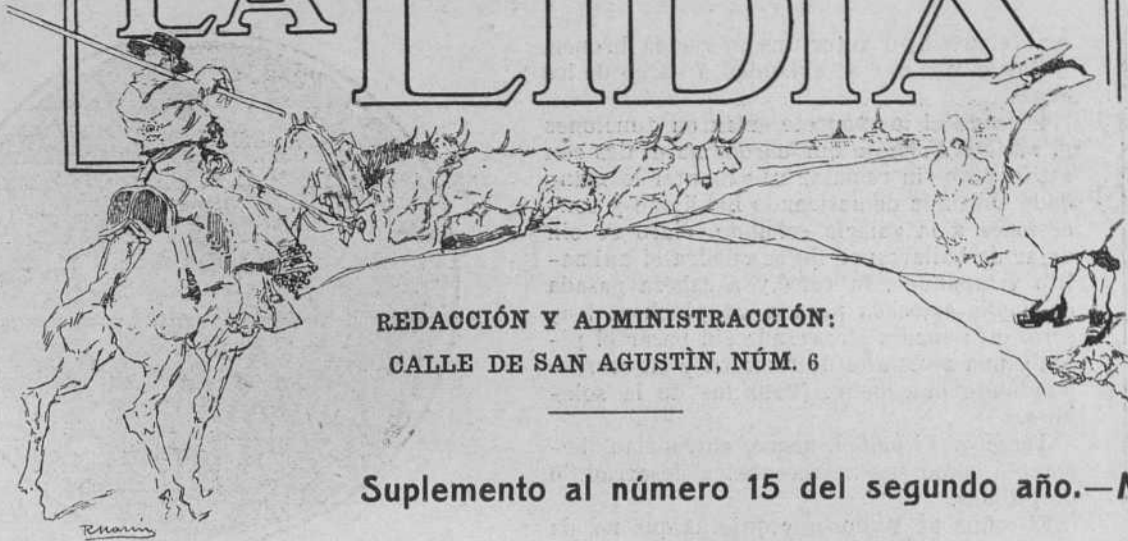 LA LIDIA
REDACCIÓN Y ADMINISTRACCIÓN:
CALLE DE SAN AGUSTÌN, NÚM. 6
Suplemento al número 15 del segundo año.—